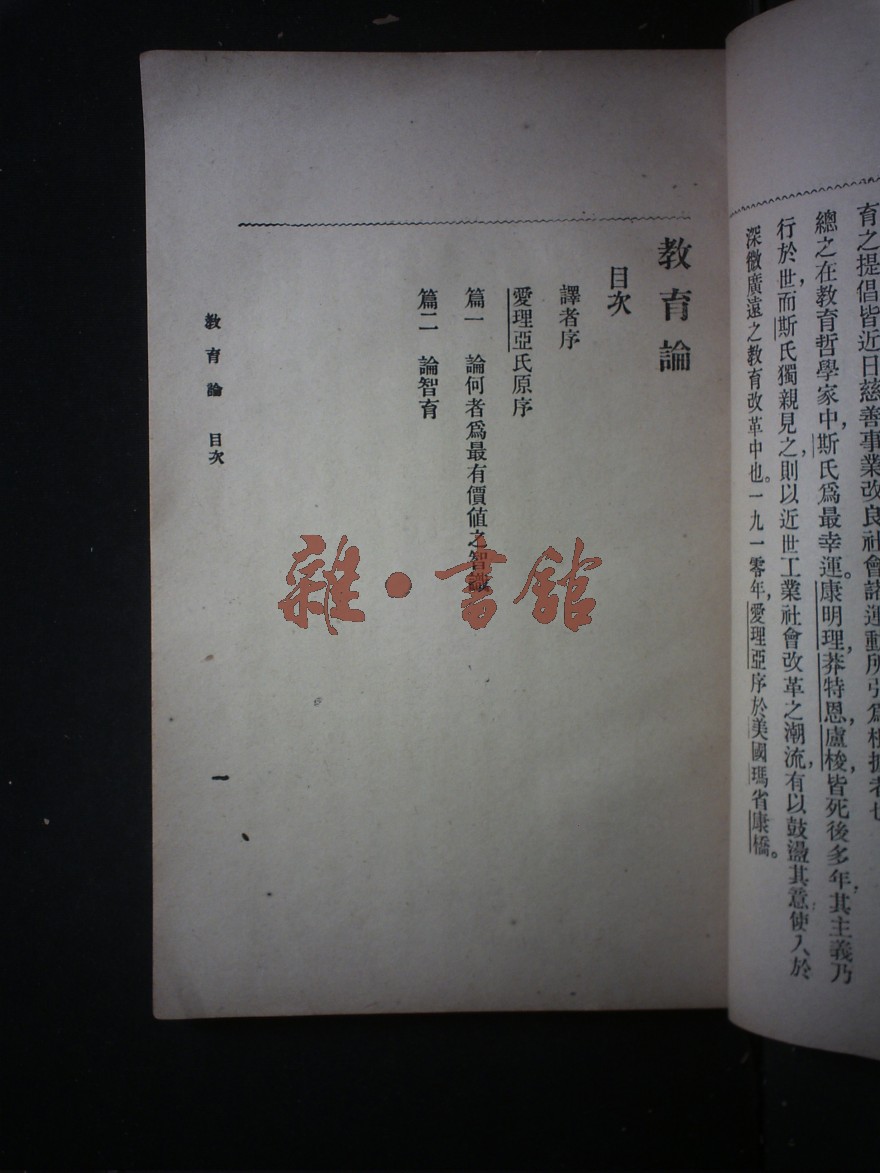 育之提倡皆近日慈善事業改良社會諸運動所引爲根據者也
總之在教育哲學家中,斯氏爲最幸運。康明理,莽特恩,盧梭,皆死後多年,其主義乃
行於世,而斯氏獨親見之,則以近世工業社會改革之潮流,有以鼓盪其意使入於
深微廣遠之教育改革中也。一九一零年,愛理亞序於美國瑪省康橋。
教育論
目次
譯者序
愛理亞氏原序
篇一 論何者爲最有價値之智識
篇二 論智育
教育論 目次
一
雜·書館